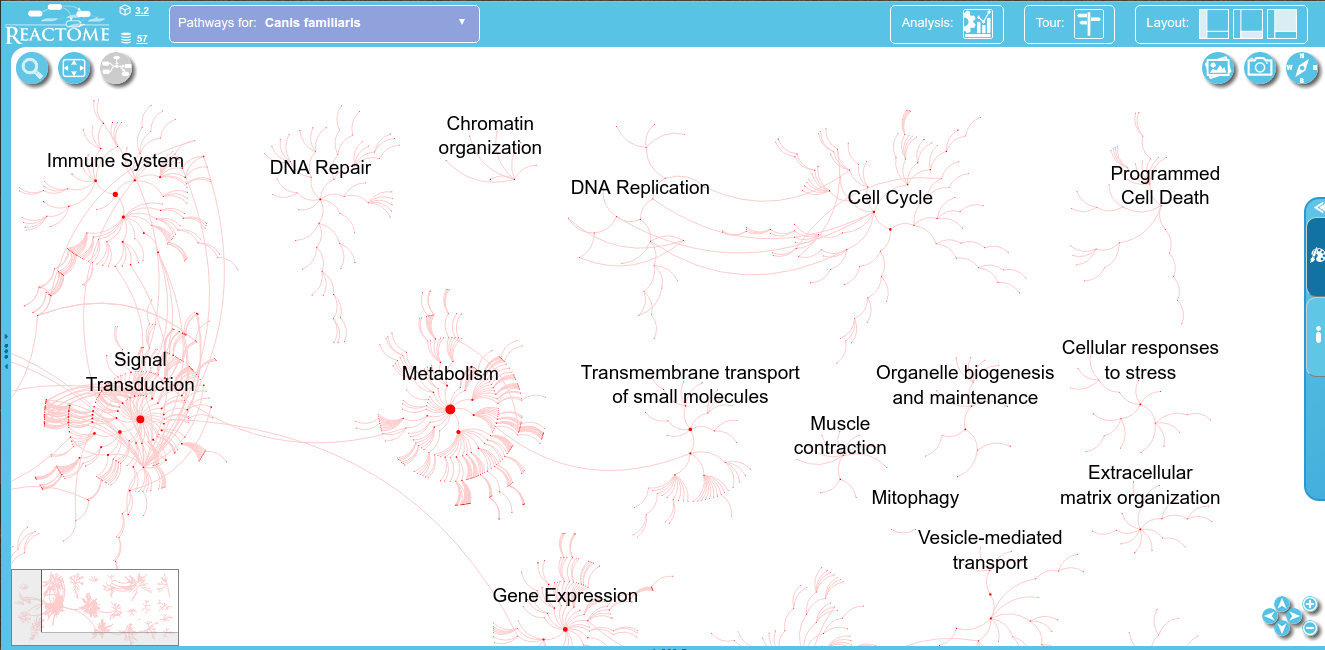 REACTOME
3.2
57
Pathways for: Canis familiaris
Analysis:
Tour:
Layout:
Immune System
DNA Repair
Chromatin
organization
DNA Replication
Cell Cycle
Programmed
Cell Death
Signal
Transduction
Metabolism
Transmembrane transport
of small molecules
Organelle biogenesis
and maintenance
Cellular responses
to stress
Muscle
contraction
Mitophagy
Extracellular
matrix organization
Vesicle-mediated
transport
Gene Expression